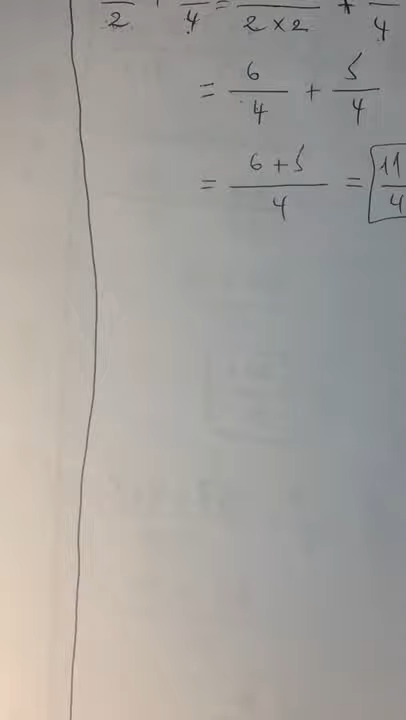 2 + 4 = 2 × 2 + 4
= 6/4 + 5/4
= 6 + 5/4 = 11/4